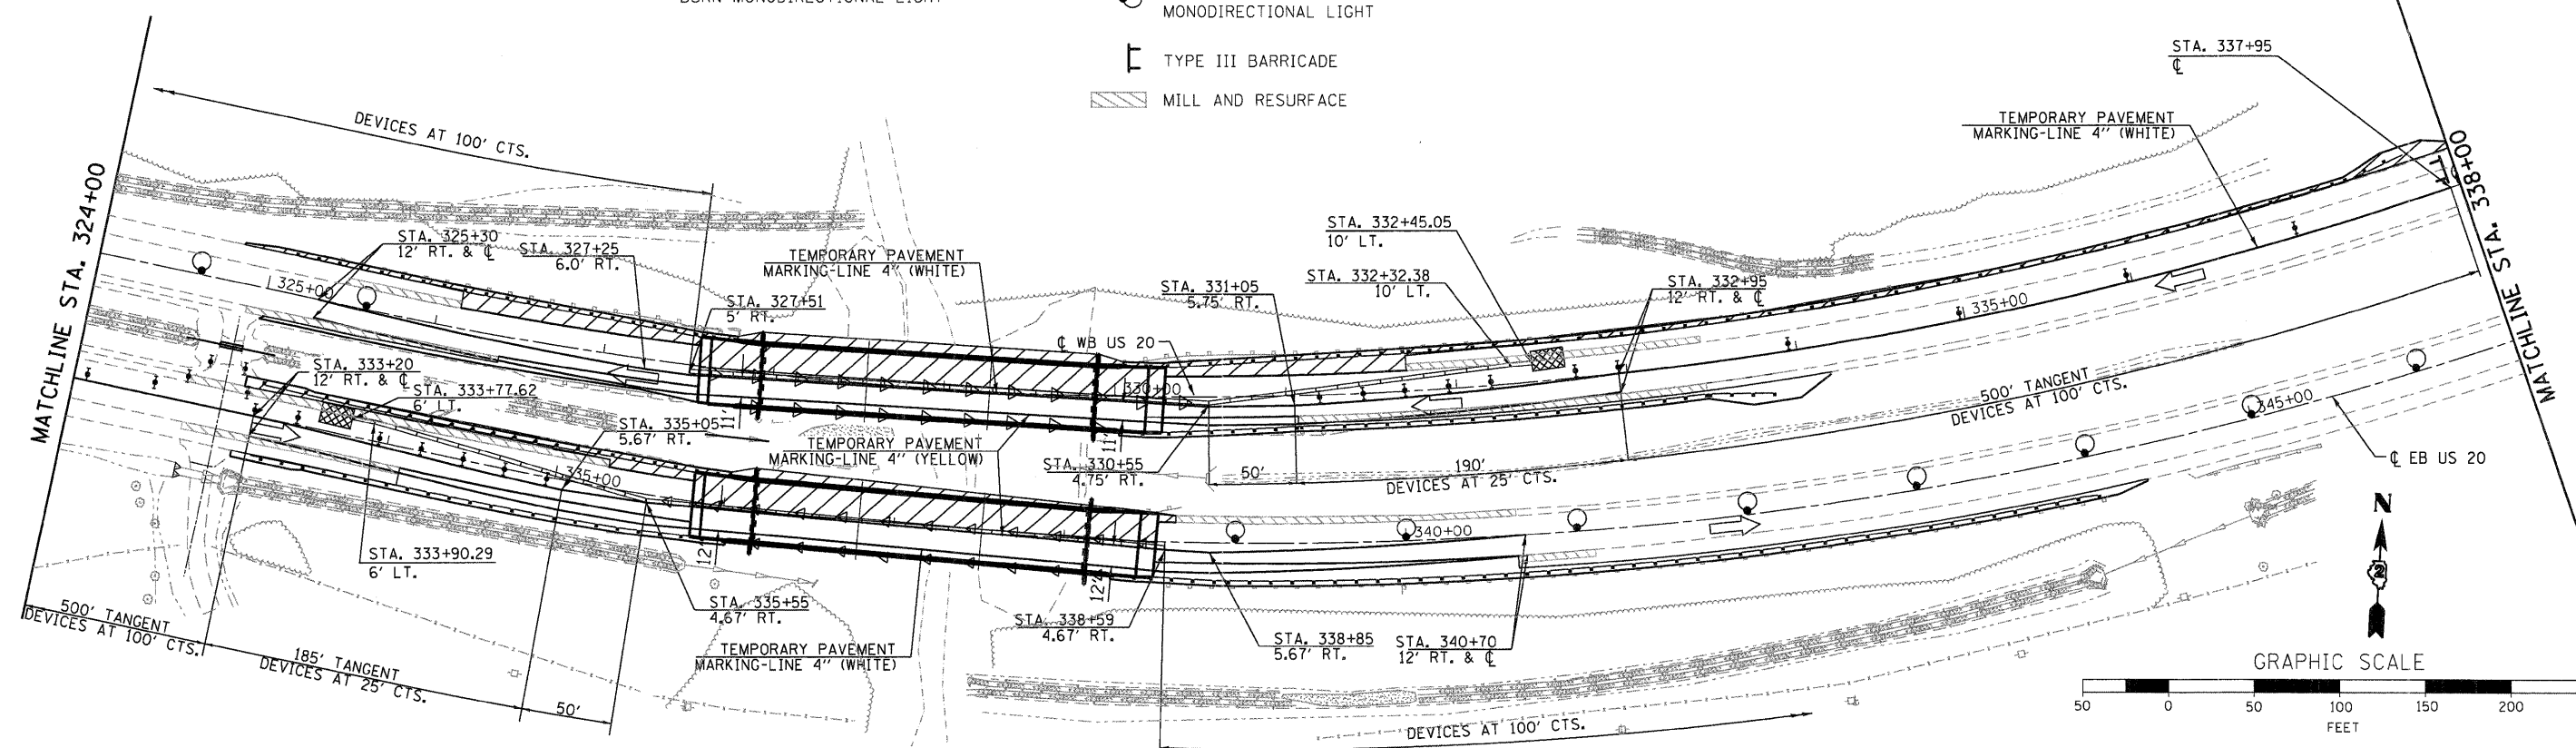 MONODIRECTIONAL LIGHT
TYPE III BARRICADE
MILL AND RESURFACE
MATCHLINE STA. 324+00
DEVICES AT 100' CTS.
STA. 325+30
12' RT. & ℄
STA. 327+25
6.0' RT.
325+00
STA. 327+51
5' RT.
TEMPORARY PAVEMENT
MARKING-LINE 4" (WHITE)
℄ WB US 20
STA. 331+05
5.75' RT.
STA. 332+45.05
10' LT.
STA. 332+32.38
10' LT.
STA. 332+95
12' RT. & ℄
335+00
TEMPORARY PAVEMENT
MARKING-LINE 4" (WHITE)
STA. 337+95
℄
MATCHLINE STA. 338+00
330+00
STA. 333+20
12' RT. & ℄
STA. 333+77.62
6' LT.
STA. 335+05
5.67' RT.
11'
TEMPORARY PAVEMENT
MARKING-LINE 4" (YELLOW)
11'
STA. 330+55
4.75' RT.
50'
190'
DEVICES AT 25' CTS.
500' TANGENT
DEVICES AT 100' CTS.
345+00
℄ EB US 20
335+00
340+00
STA. 333+90.29
6' LT.
12'
STA. 335+55
4.67' RT.
TEMPORARY PAVEMENT
MARKING-LINE 4" (WHITE)
12'
STA. 338+59
4.67' RT.
STA. 338+85
5.67' RT.
STA. 340+70
12' RT. & ℄
500' TANGENT
DEVICES AT 100' CTS.
185' TANGENT
DEVICES AT 25' CTS.
50'
DEVICES AT 100' CTS.
MATCHLINE STA.
N
2
GRAPHIC SCALE
50 0 50 100 150 200
FEET